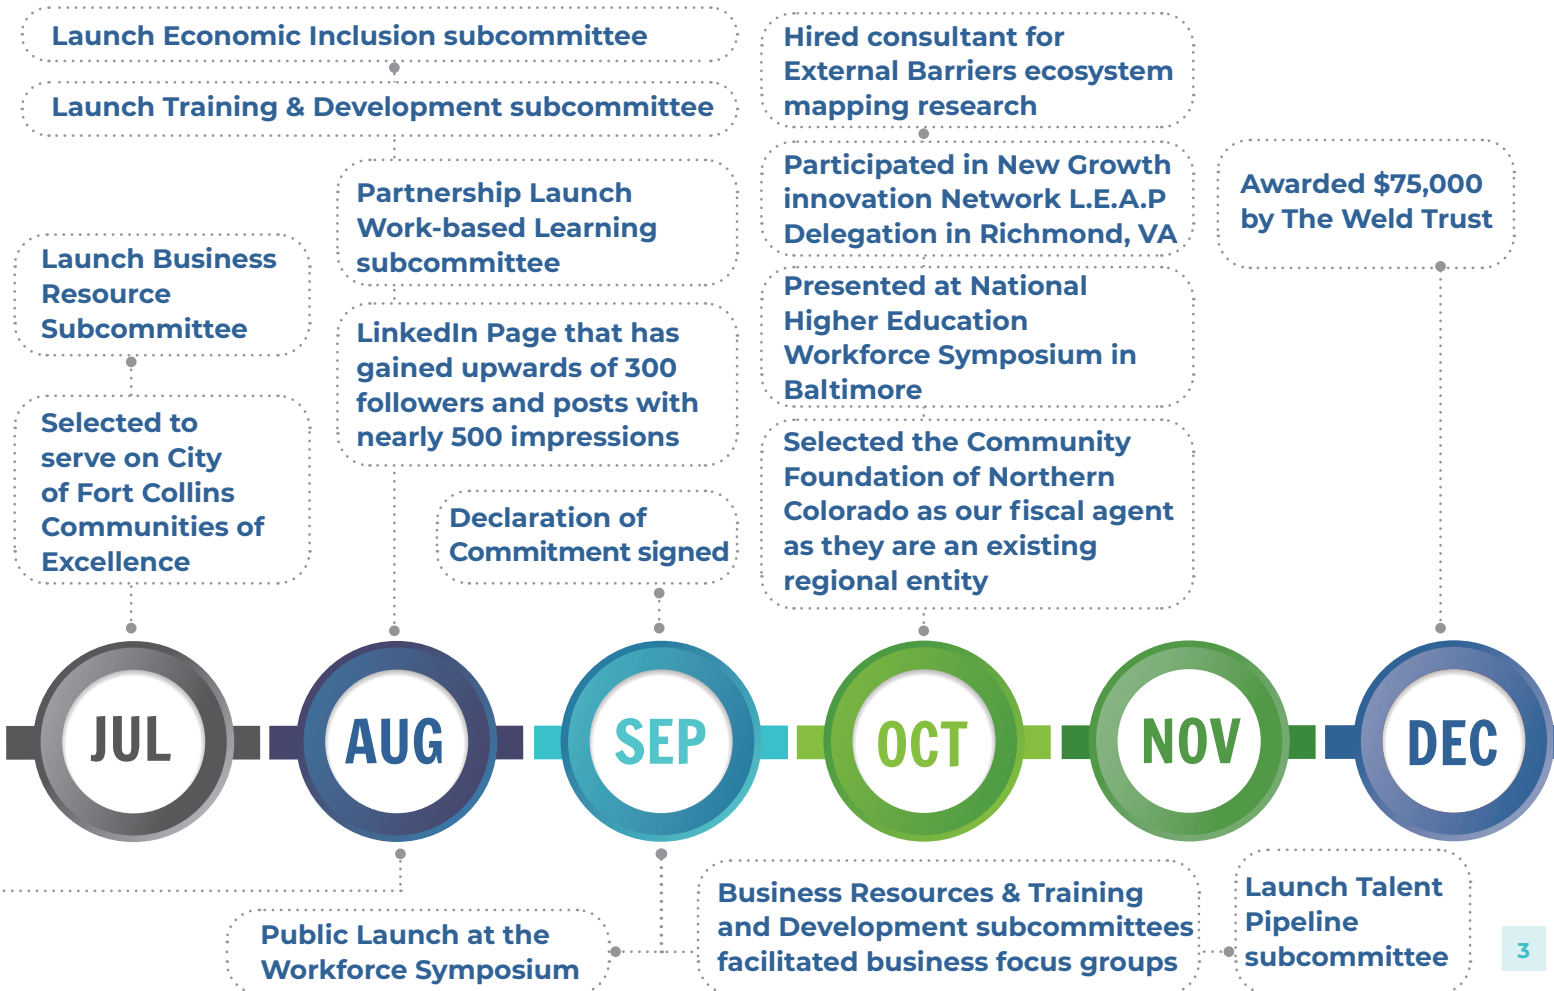 Launch Economic Inclusion subcommittee
Launch Training & Development subcommittee
Partnership Launch
Work-based Learning
subcommittee
Launch Business
Resource
Subcommittee
LinkedIn Page that has
gained upwards of 300
followers and posts with
nearly 500 impressions
Selected to
serve on City
of Fort Collins
Communities of
Excellence
Declaration of
Commitment signed
Hired consultant for
External Barriers ecosystem
mapping research
Participated in New Growth
innovation Network L.E.A.P
Delegation in Richmond, VA
Presented at National
Higher Education
Workforce Symposium in
Baltimore
Selected the Community
Foundation of Northern
Colorado as our fiscal agent
as they are an existing
regional entity
Awarded $75,000
by The Weld Trust
JUL
AUG
SEP
OCT
NOV
DEC
Public Launch at the
Workforce Symposium
Business Resources & Training
and Development subcommittees
facilitated business focus groups
Launch Talent
Pipeline
subcommittee
3